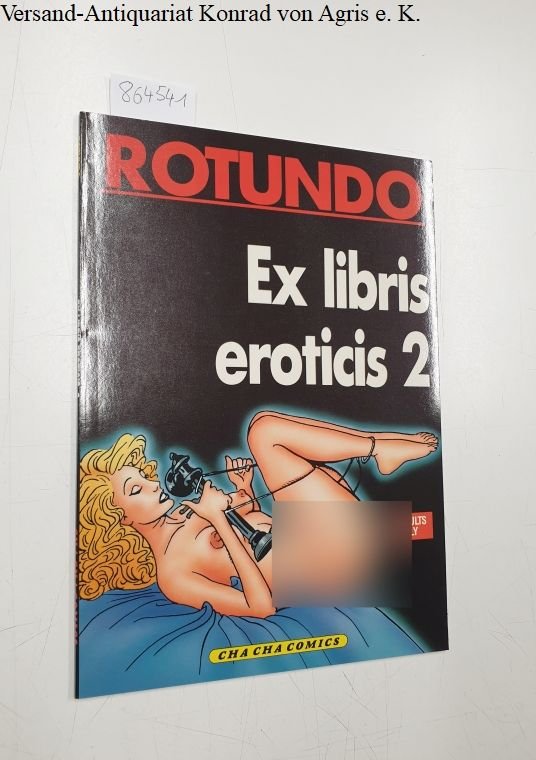 Versand-Antiquariat Konrad von Agris e. K.
864541
ROTUNDO
Ex libris
eroticis 2
CHA CHA COMICS